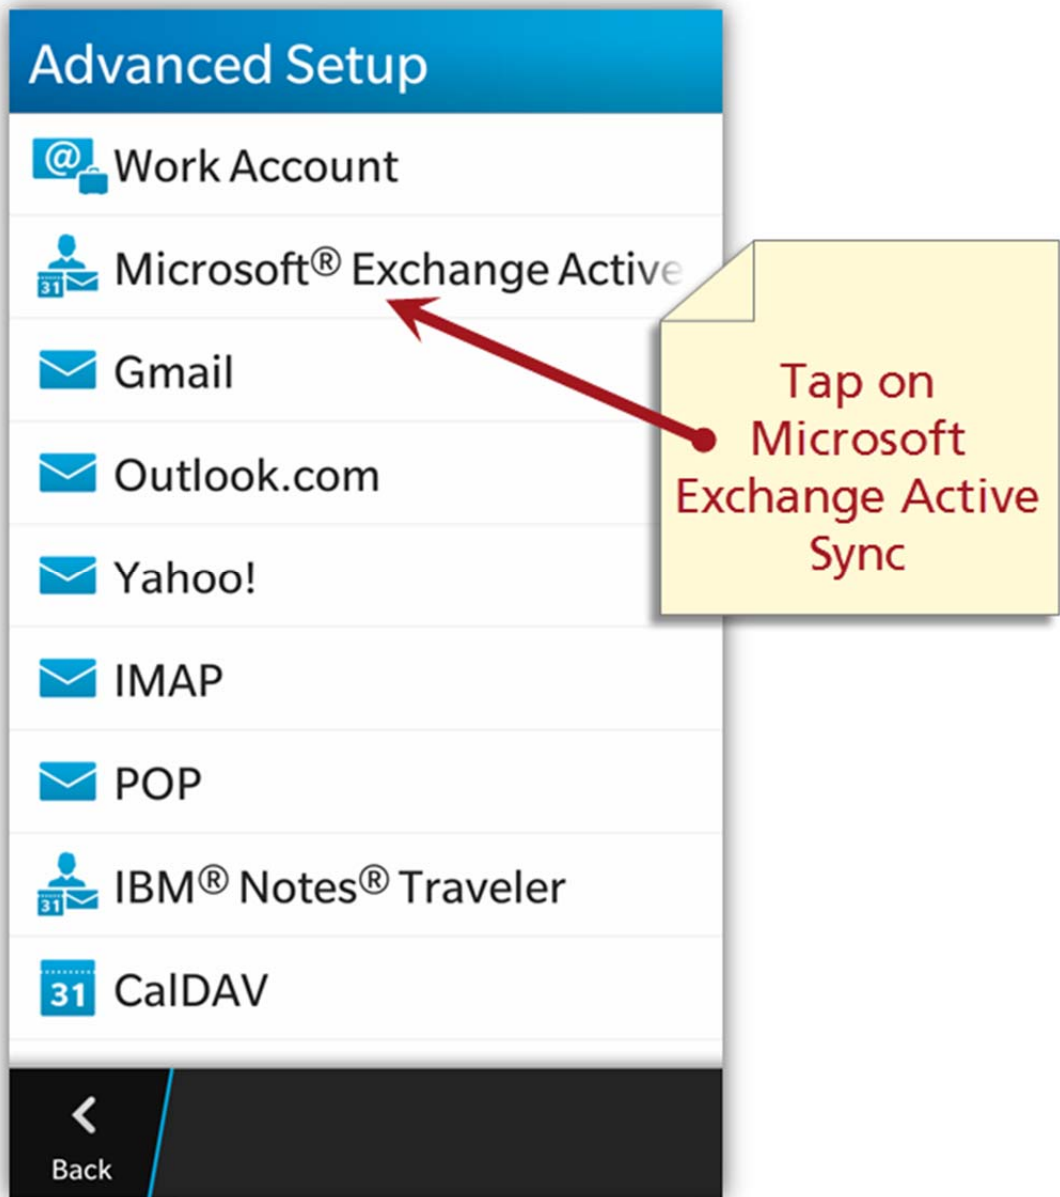 Advanced Setup
Work Account
Microsoft® Exchange Active
Gmail
Outlook.com
Yahoo!
IMAP
POP
IBM® Notes® Traveler
31 CalDAV
Back
Tap on
Microsoft
Exchange Active
Sync